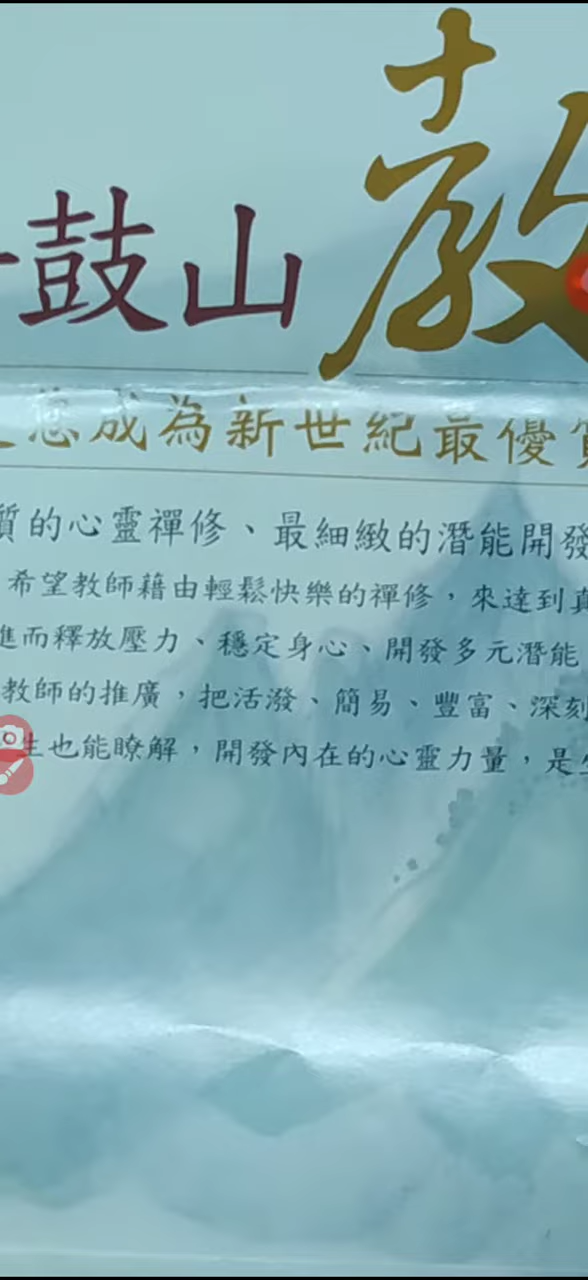 鼓山教
您成為新世紀最優質
質的心靈禪修、最細緻的潛能開發
希望教師藉由輕鬆快樂的禪修，來達到真
進而釋放壓力、穩定身心、開發多元潛能
教師的推廣，把活潑、簡易、豐富、深刻
生也能瞭解，開發內在的心靈力量，是